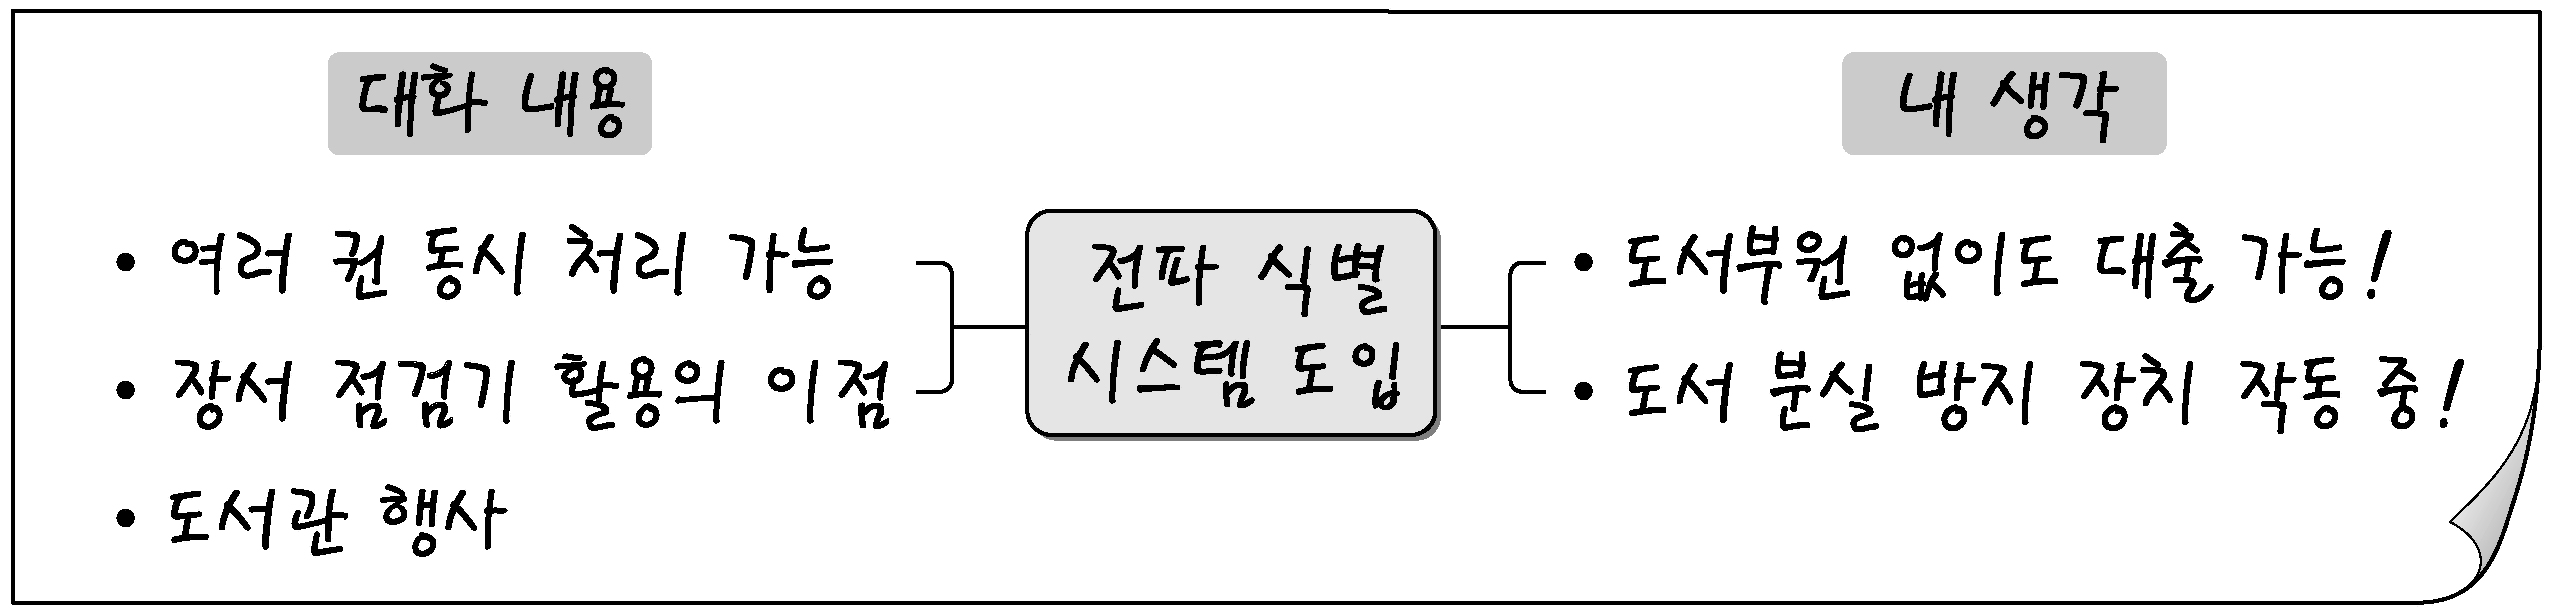 대화 내용
• 여러 권 동시 처리 가능
• 장서 점검기 활용의 이점
• 도서관 행사
전파 식별
시스템 도입
내 생각
• 도서부원 없이도 대출 가능!
• 도서 분실 방지 장치 작동 중!